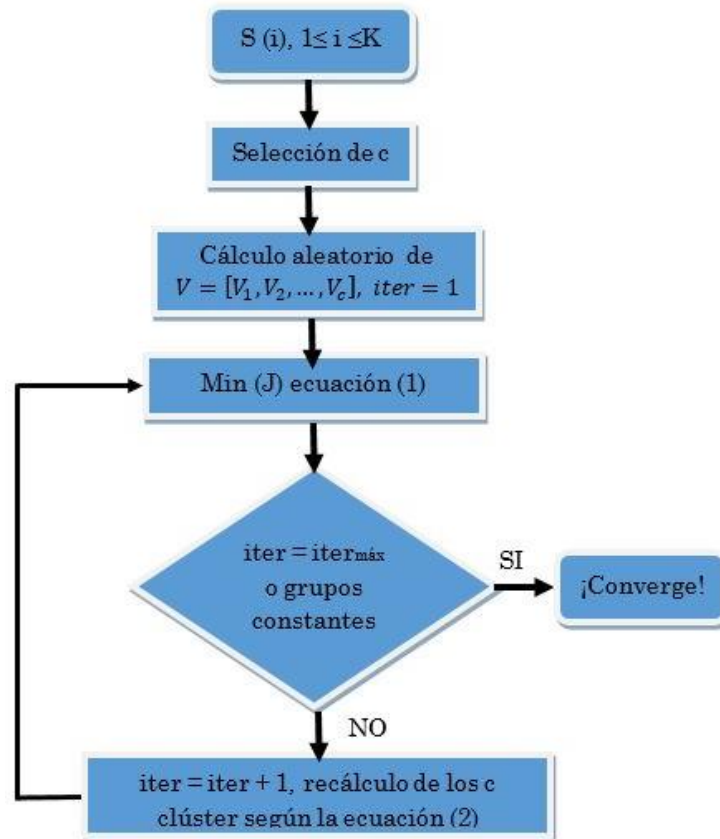 S (i), 1≤ i ≤K
Selección de c
Cálculo aleatorio de
V = [V₁, V₂, ... , V_c], iter = 1
Min (J) ecuación (1)
iter = iterₘáₓ
o grupos
constantes
SI
¡Converge!
NO
iter = iter + 1, recálculo de los c
clúster según la ecuación (2)